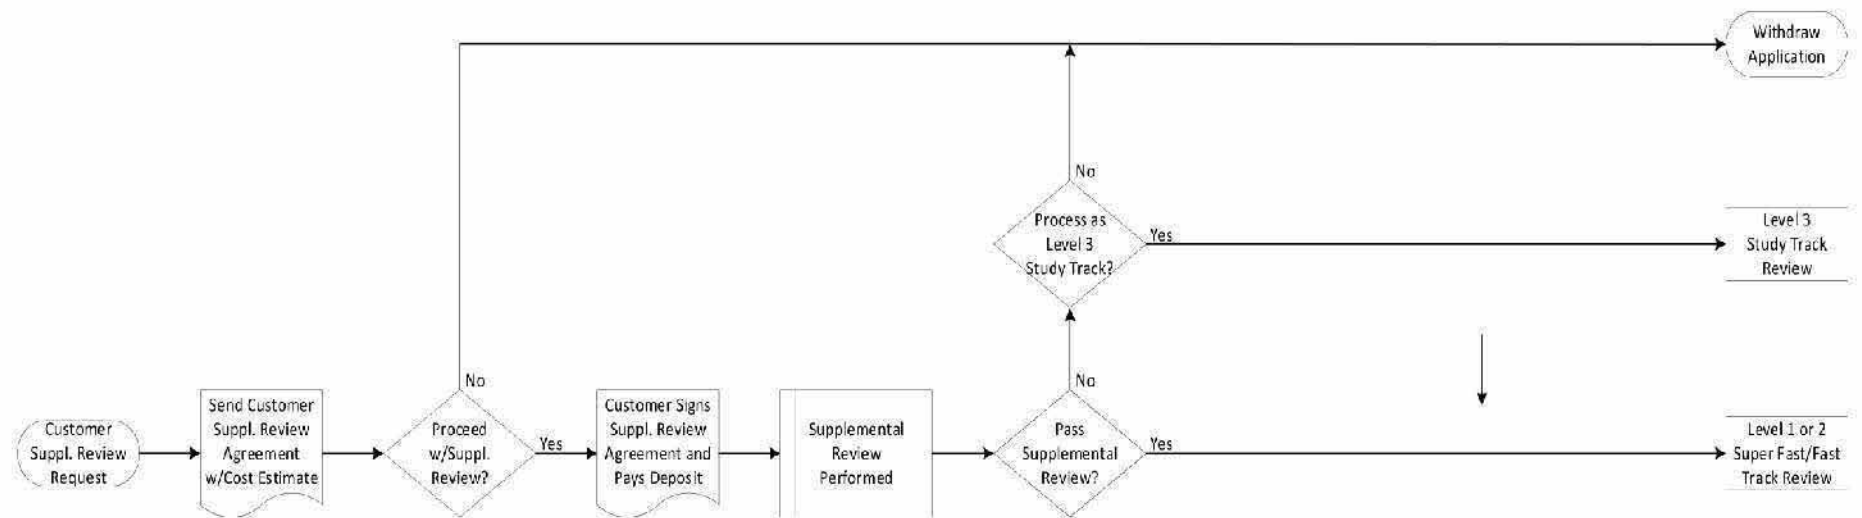 Withdraw
Application
No
Process as
Level 3
Study Track?
Yes
Level 3
Study Track
Review
No
No
Customer
Suppl. Review
Request
Send Customer
Suppl. Review
Agreement
w/Cost Estimate
Proceed
w/Suppl.
Review?
Yes
Customer Signs
Suppl. Review
Agreement and
Pays Deposit
Supplemental
Review
Performed
Pass
Supplemental
Review?
Yes
Level 1 or 2
Super Fast/Fast
Track Review